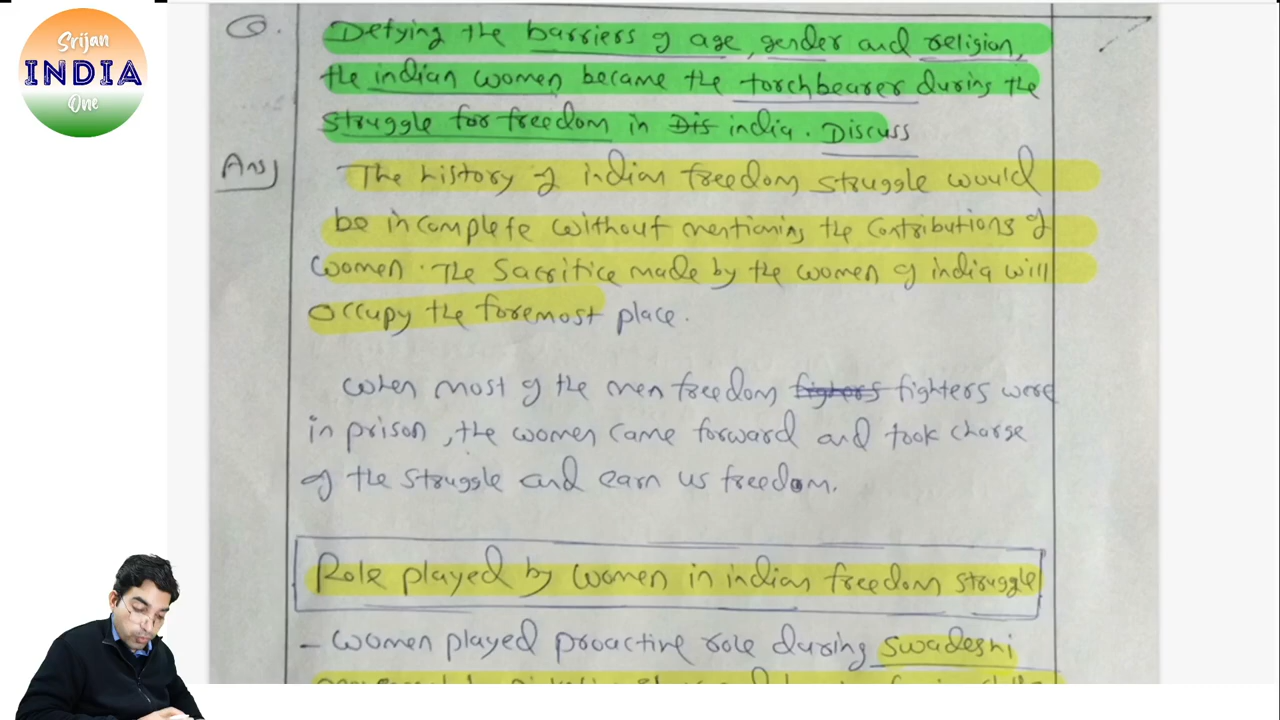 Srijan
INDIA
One
Q.
Defying the barriers of age, gender and religion,
the indian women became the torchbearer during the
struggle for freedom in Dis india. Discuss
Ans
The history of indian freedom struggle would
be incomplete without mentioning the contributions of
women. The sacrifice made by the women of india will
occupy the foremost place.
when most of the men freedom fighers fighters were
in prison, the women came forward and took charge
of the struggle and earn us freedom.
Role played by women in indian freedom struggle
- women played proactive role during swadeshi